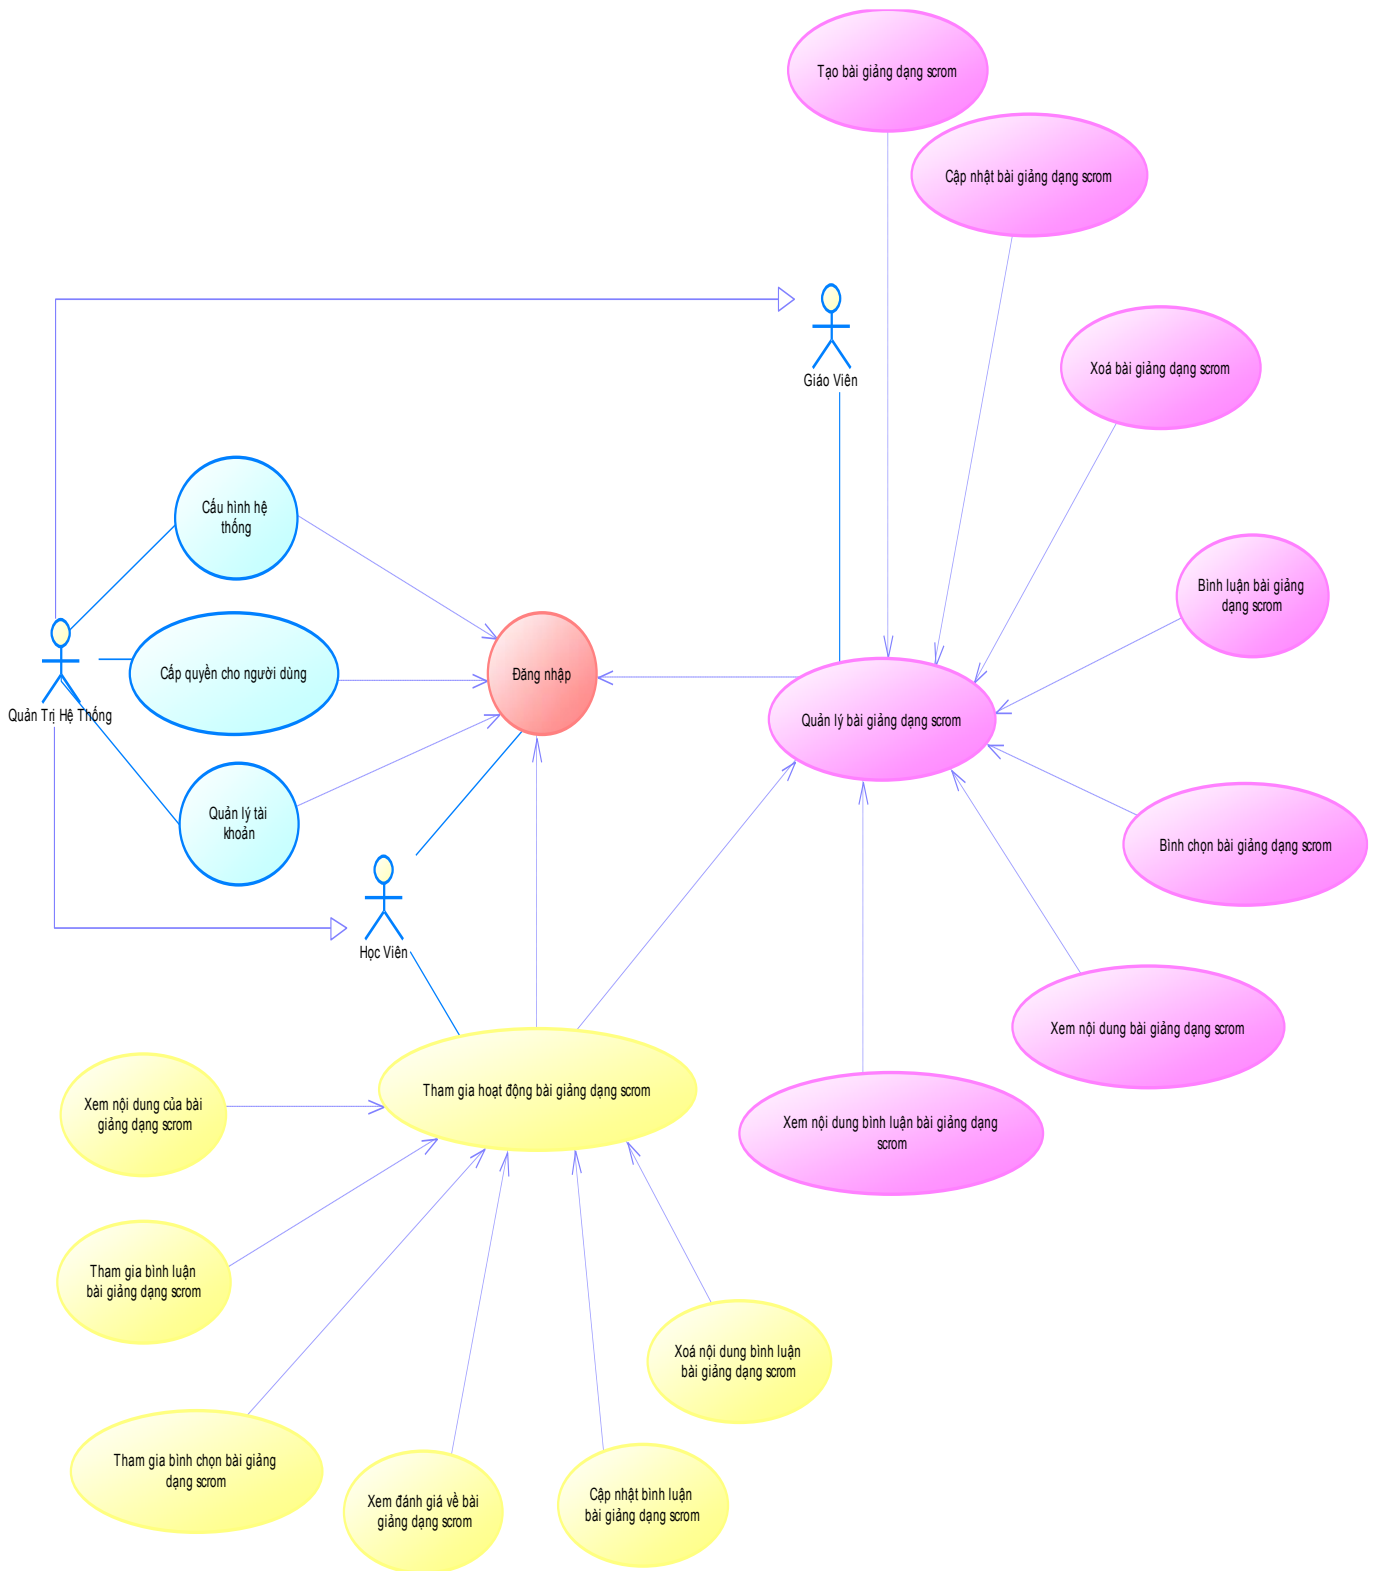 Tạo bài giảng dạng scrom
Cập nhật bài giảng dạng scrom
Xoá bài giảng dạng scrom
Giáo Viên
Cấu hình hệ
thống
Bình luận bài giảng
dạng scrom
Cấp quyền cho người dùng
Đăng nhập
Quản Trị Hệ Thống
Quản lý bài giảng dạng scrom
Quản lý tài
khoản
Bình chọn bài giảng dạng scrom
Học Viên
Xem nội dung bài giảng dạng scrom
Tham gia hoạt động bài giảng dạng scrom
Xem nội dung của bài
giảng dạng scrom
Xem nội dung bình luận bài giảng dạng
scrom
Tham gia bình luận
bài giảng dạng scrom
Xoá nội dung bình luận
bài giảng dạng scrom
Tham gia bình chọn bài giảng
dạng scrom
Xem đánh giá về bài
giảng dạng scrom
Cập nhật bình luận
bài giảng dạng scrom